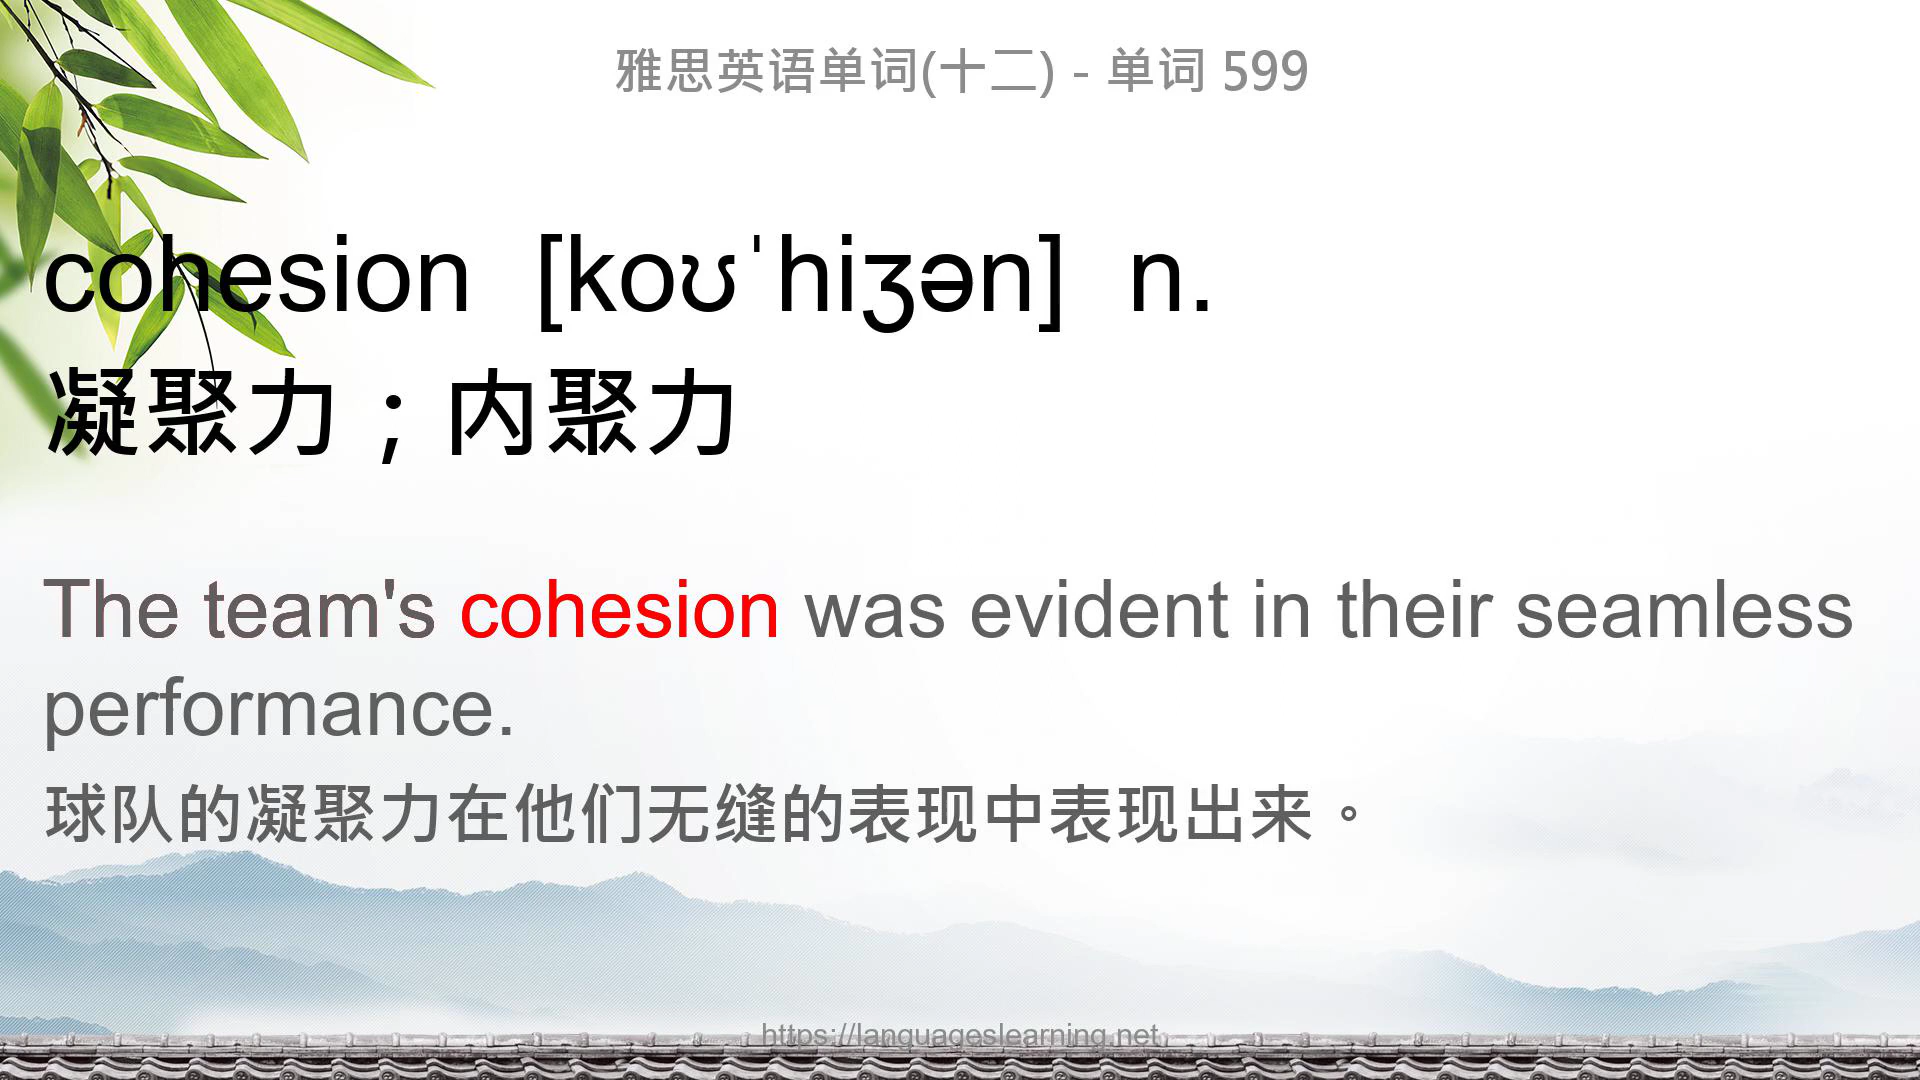 雅思英语单词(十二) - 单词 599
cohesion [koʊˈhiʒən] n.
凝聚力；内聚力
The team's cohesion was evident in their seamless
performance.
球队的凝聚力在他们无缝的表现中表现出来。
https://languageslearning.net